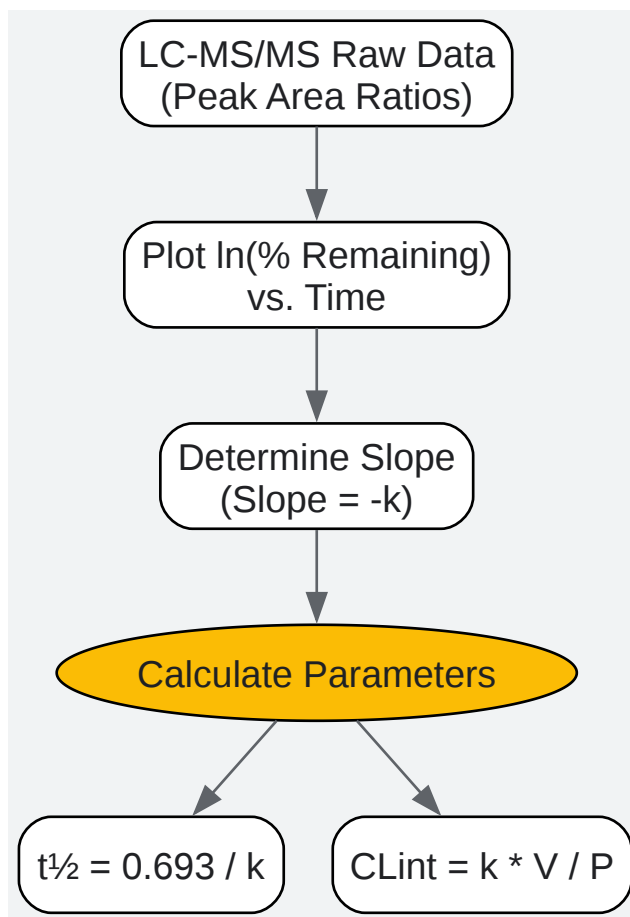 LC-MS/MS Raw Data
(Peak Area Ratios)
Plot ln(% Remaining)
vs. Time
Determine Slope
(Slope = -k)
Calculate Parameters
t½ = 0.693 / k
CLint = k * V / P